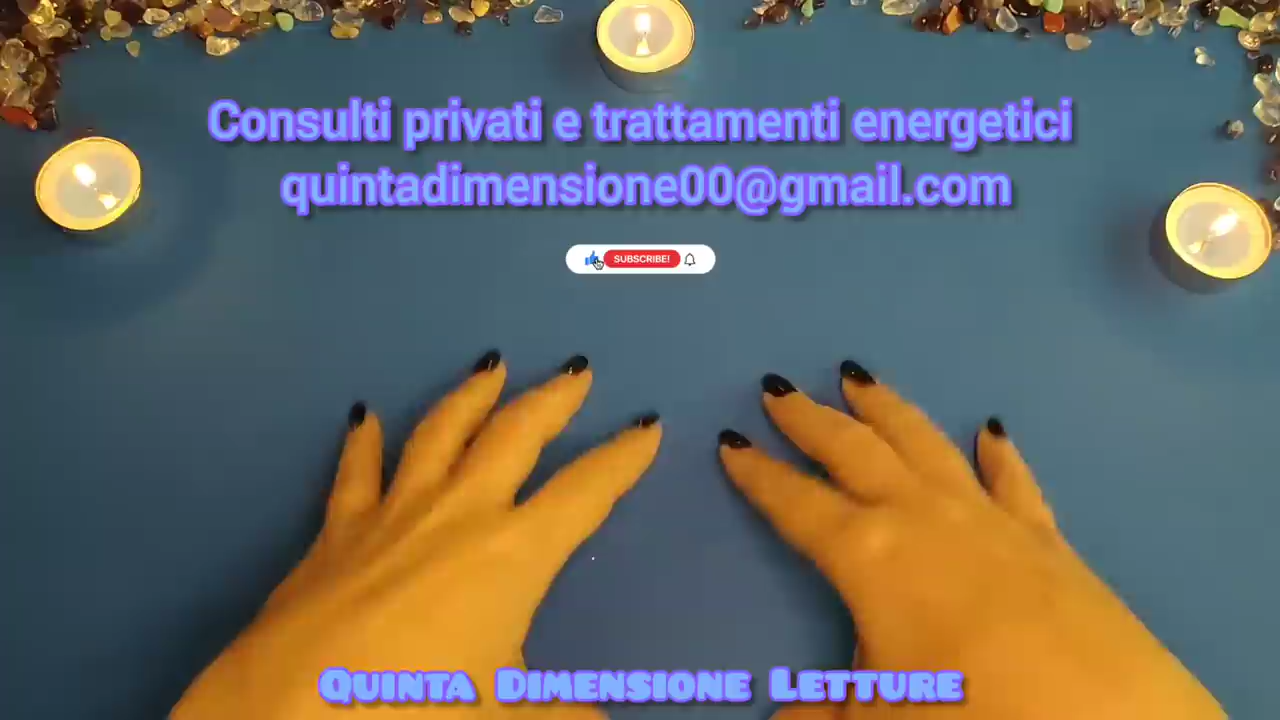 Consulti privati e trattamenti energetici
quintadimensione00@gmail.com
SUBSCRIBE!
Quinta Dimensione Letture